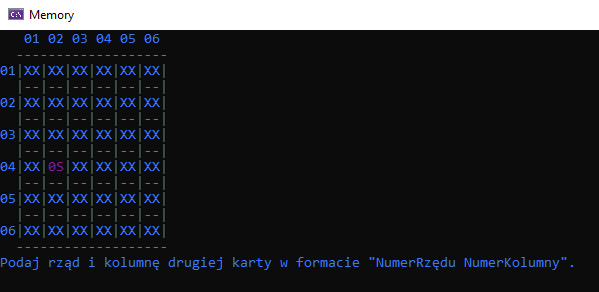 Memory
01 02 03 04 05 06
-------------------
01|XX|XX|XX|XX|XX|XX|
|--|--|--|--|--|--|
02|XX|XX|XX|XX|XX|XX|
|--|--|--|--|--|--|
03|XX|XX|XX|XX|XX|XX|
|--|--|--|--|--|--|
04|XX|0S|XX|XX|XX|XX|
|--|--|--|--|--|--|
05|XX|XX|XX|XX|XX|XX|
|--|--|--|--|--|--|
06|XX|XX|XX|XX|XX|XX|
-------------------
Podaj rząd i kolumnę drugiej karty w formacie "NumerRzędu NumerKolumny".